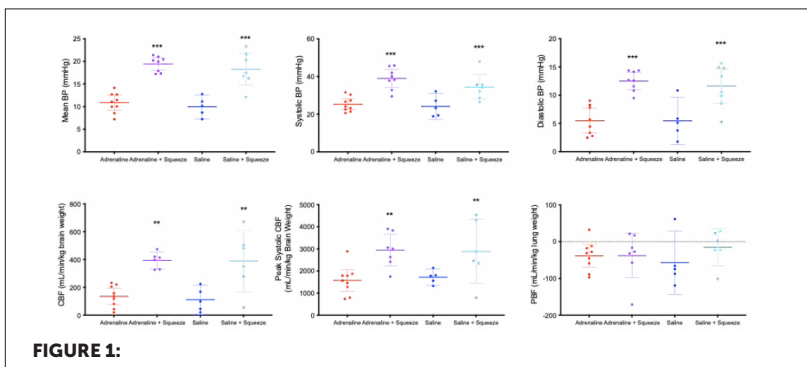 ***
***
Mean BP (mmHg)
20
15
10
5
0
Adrenaline
Adrenaline + Squeeze
Saline
Saline + Squeeze
***
***
Systolic BP (mmHg)
60
40
20
0
Adrenaline
Adrenaline + Squeeze
Saline
Saline + Squeeze
***
***
Diastolic BP (mmHg)
20
15
10
5
0
Adrenaline
Adrenaline + Squeeze
Saline
Saline + Squeeze
**
**
CBF (mL/min/kg brain weight)
800
600
400
200
0
Adrenaline
Adrenaline + Squeeze
Saline
Saline + Squeeze
**
**
Peak Systolic CBF
(mL/min/kg Brain Weight)
5000
4000
3000
2000
1000
0
Adrenaline
Adrenaline + Squeeze
Saline
Saline + Squeeze
PBF (mL/min/kg lung weight)
100
0
-100
-200
Adrenaline
Adrenaline + Squeeze
Saline
Saline + Squeeze
FIGURE 1: